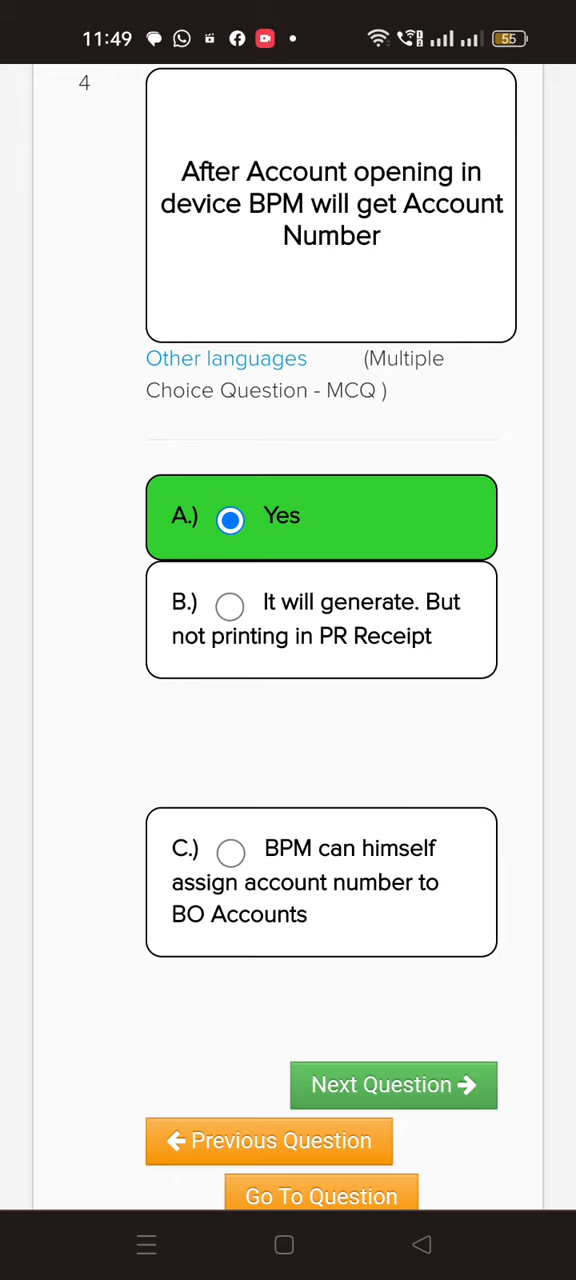 11:49
55
4
After Account opening in
device BPM will get Account
Number
Other languages (Multiple
Choice Question - MCQ )
A.) Yes
B.) It will generate. But
not printing in PR Receipt
C.) BPM can himself
assign account number to
BO Accounts
Next Question →
← Previous Question
Go To Question